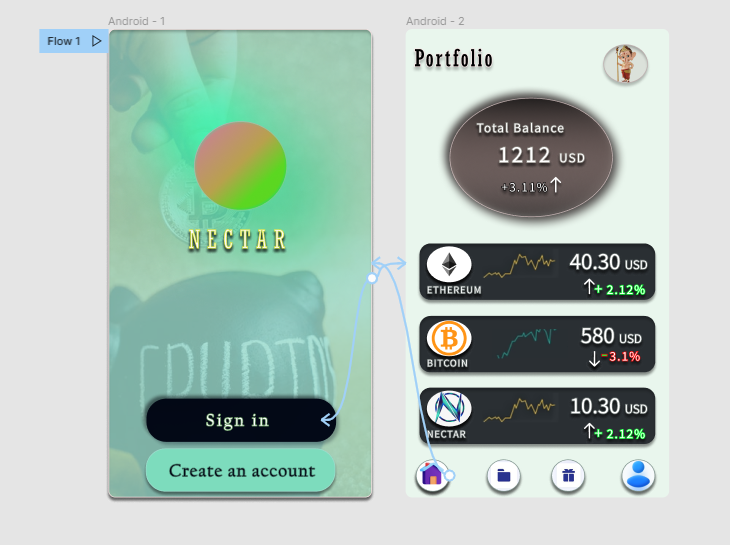 Android - 1
Flow 1
NECTAR
Sign in
Create an account
Android - 2
Portfolio
Total Balance
1212 USD
+3.11%↑
ETHEREUM
40.30 USD
↑+ 2.12%
BITCOIN
580 USD
↓-3.1%
NECTAR
10.30 USD
↑+ 2.12%